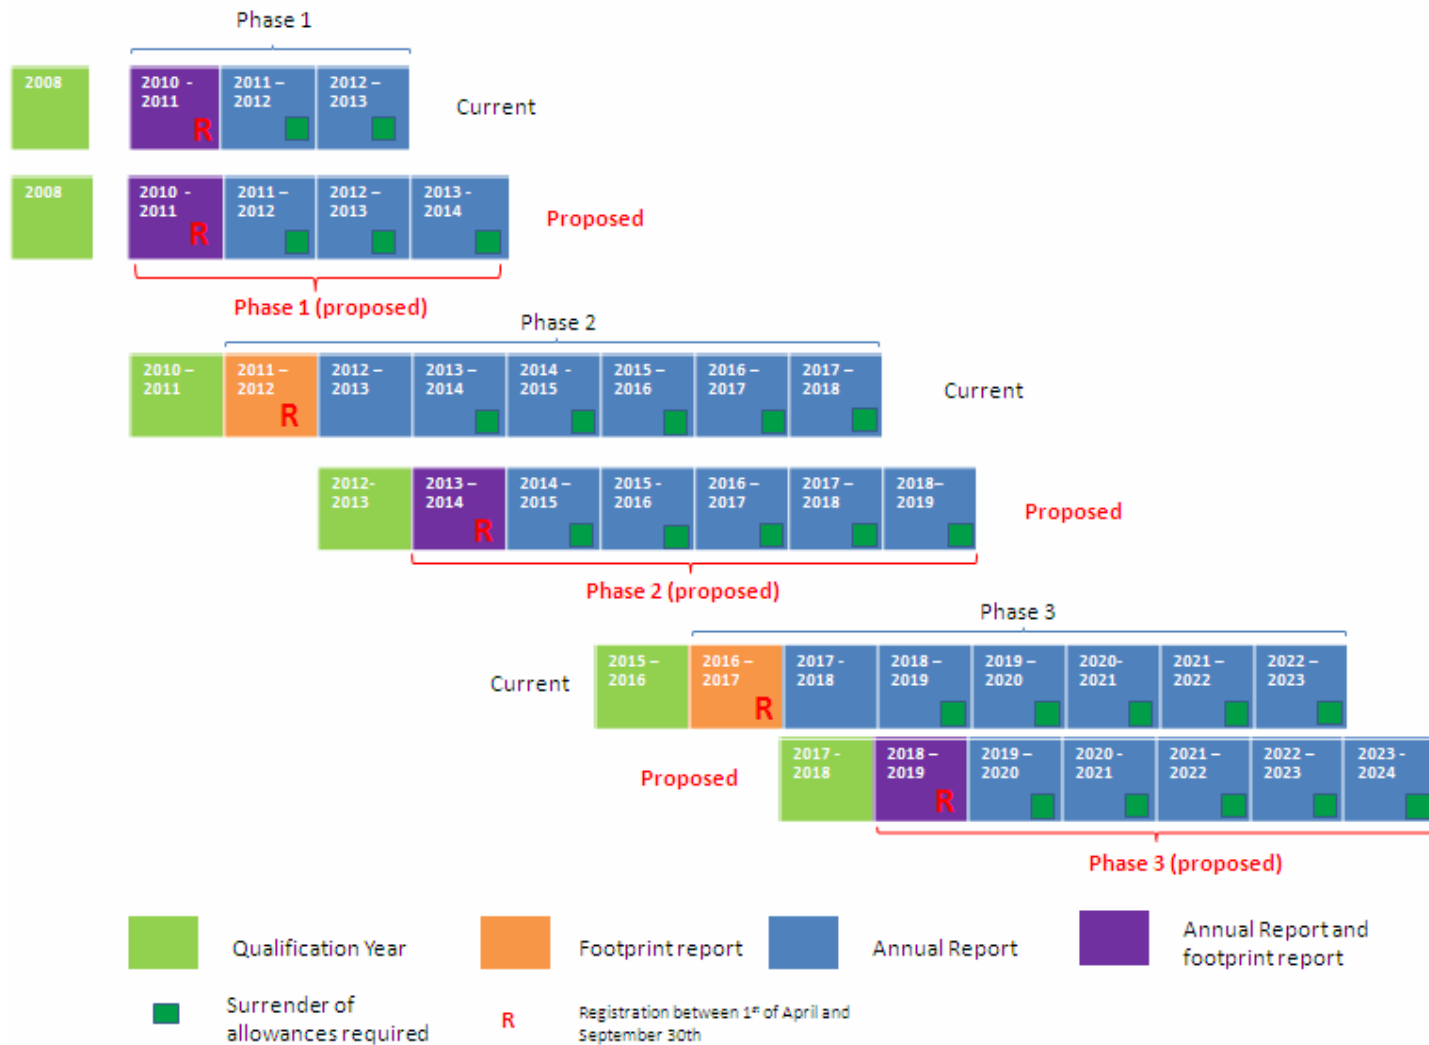 Phase 1
2008
2010 -
2011
R
2011 –
2012
2012 –
2013
Current
2008
2010 -
2011
R
2011 –
2012
2012 –
2013
2013 -
2014
Proposed
Phase 1 (proposed)
Phase 2
2010 –
2011
2011 –
2012
R
2012 –
2013
2013 –
2014
2014 -
2015
2015 –
2016
2016 –
2017
2017 –
2018
Current
2012-
2013
2013 –
2014
R
2014 –
2015
2015 -
2016
2016 –
2017
2017 –
2018
2018–
2019
Proposed
Phase 2 (proposed)
Phase 3
Current
2015 –
2016
2016 –
2017
R
2017 -
2018
2018 –
2019
2019 –
2020
2020-
2021
2021 –
2022
2022 –
2023
Proposed
2017 -
2018
2018 –
2019
R
2019 –
2020
2020 -
2021
2021 –
2022
2022 –
2023
2023 -
2024
Phase 3 (proposed)
Qualification Year
Footprint report
Annual Report
Annual Report and
footprint report
Surrender of
allowances required
R
Registration between 1st of April and
September 30th